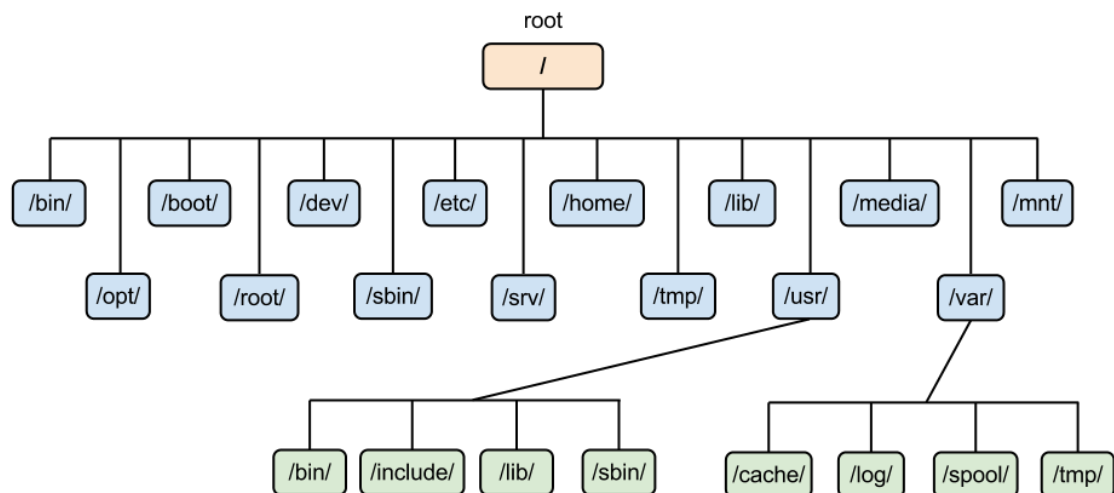 root
/
/bin/ /boot/ /dev/ /etc/ /home/ /lib/ /media/ /mnt/
/opt/ /root/ /sbin/ /srv/ /tmp/ /usr/ /var/
/bin/ /include/ /lib/ /sbin/ /cache/ /log/ /spool/ /tmp/